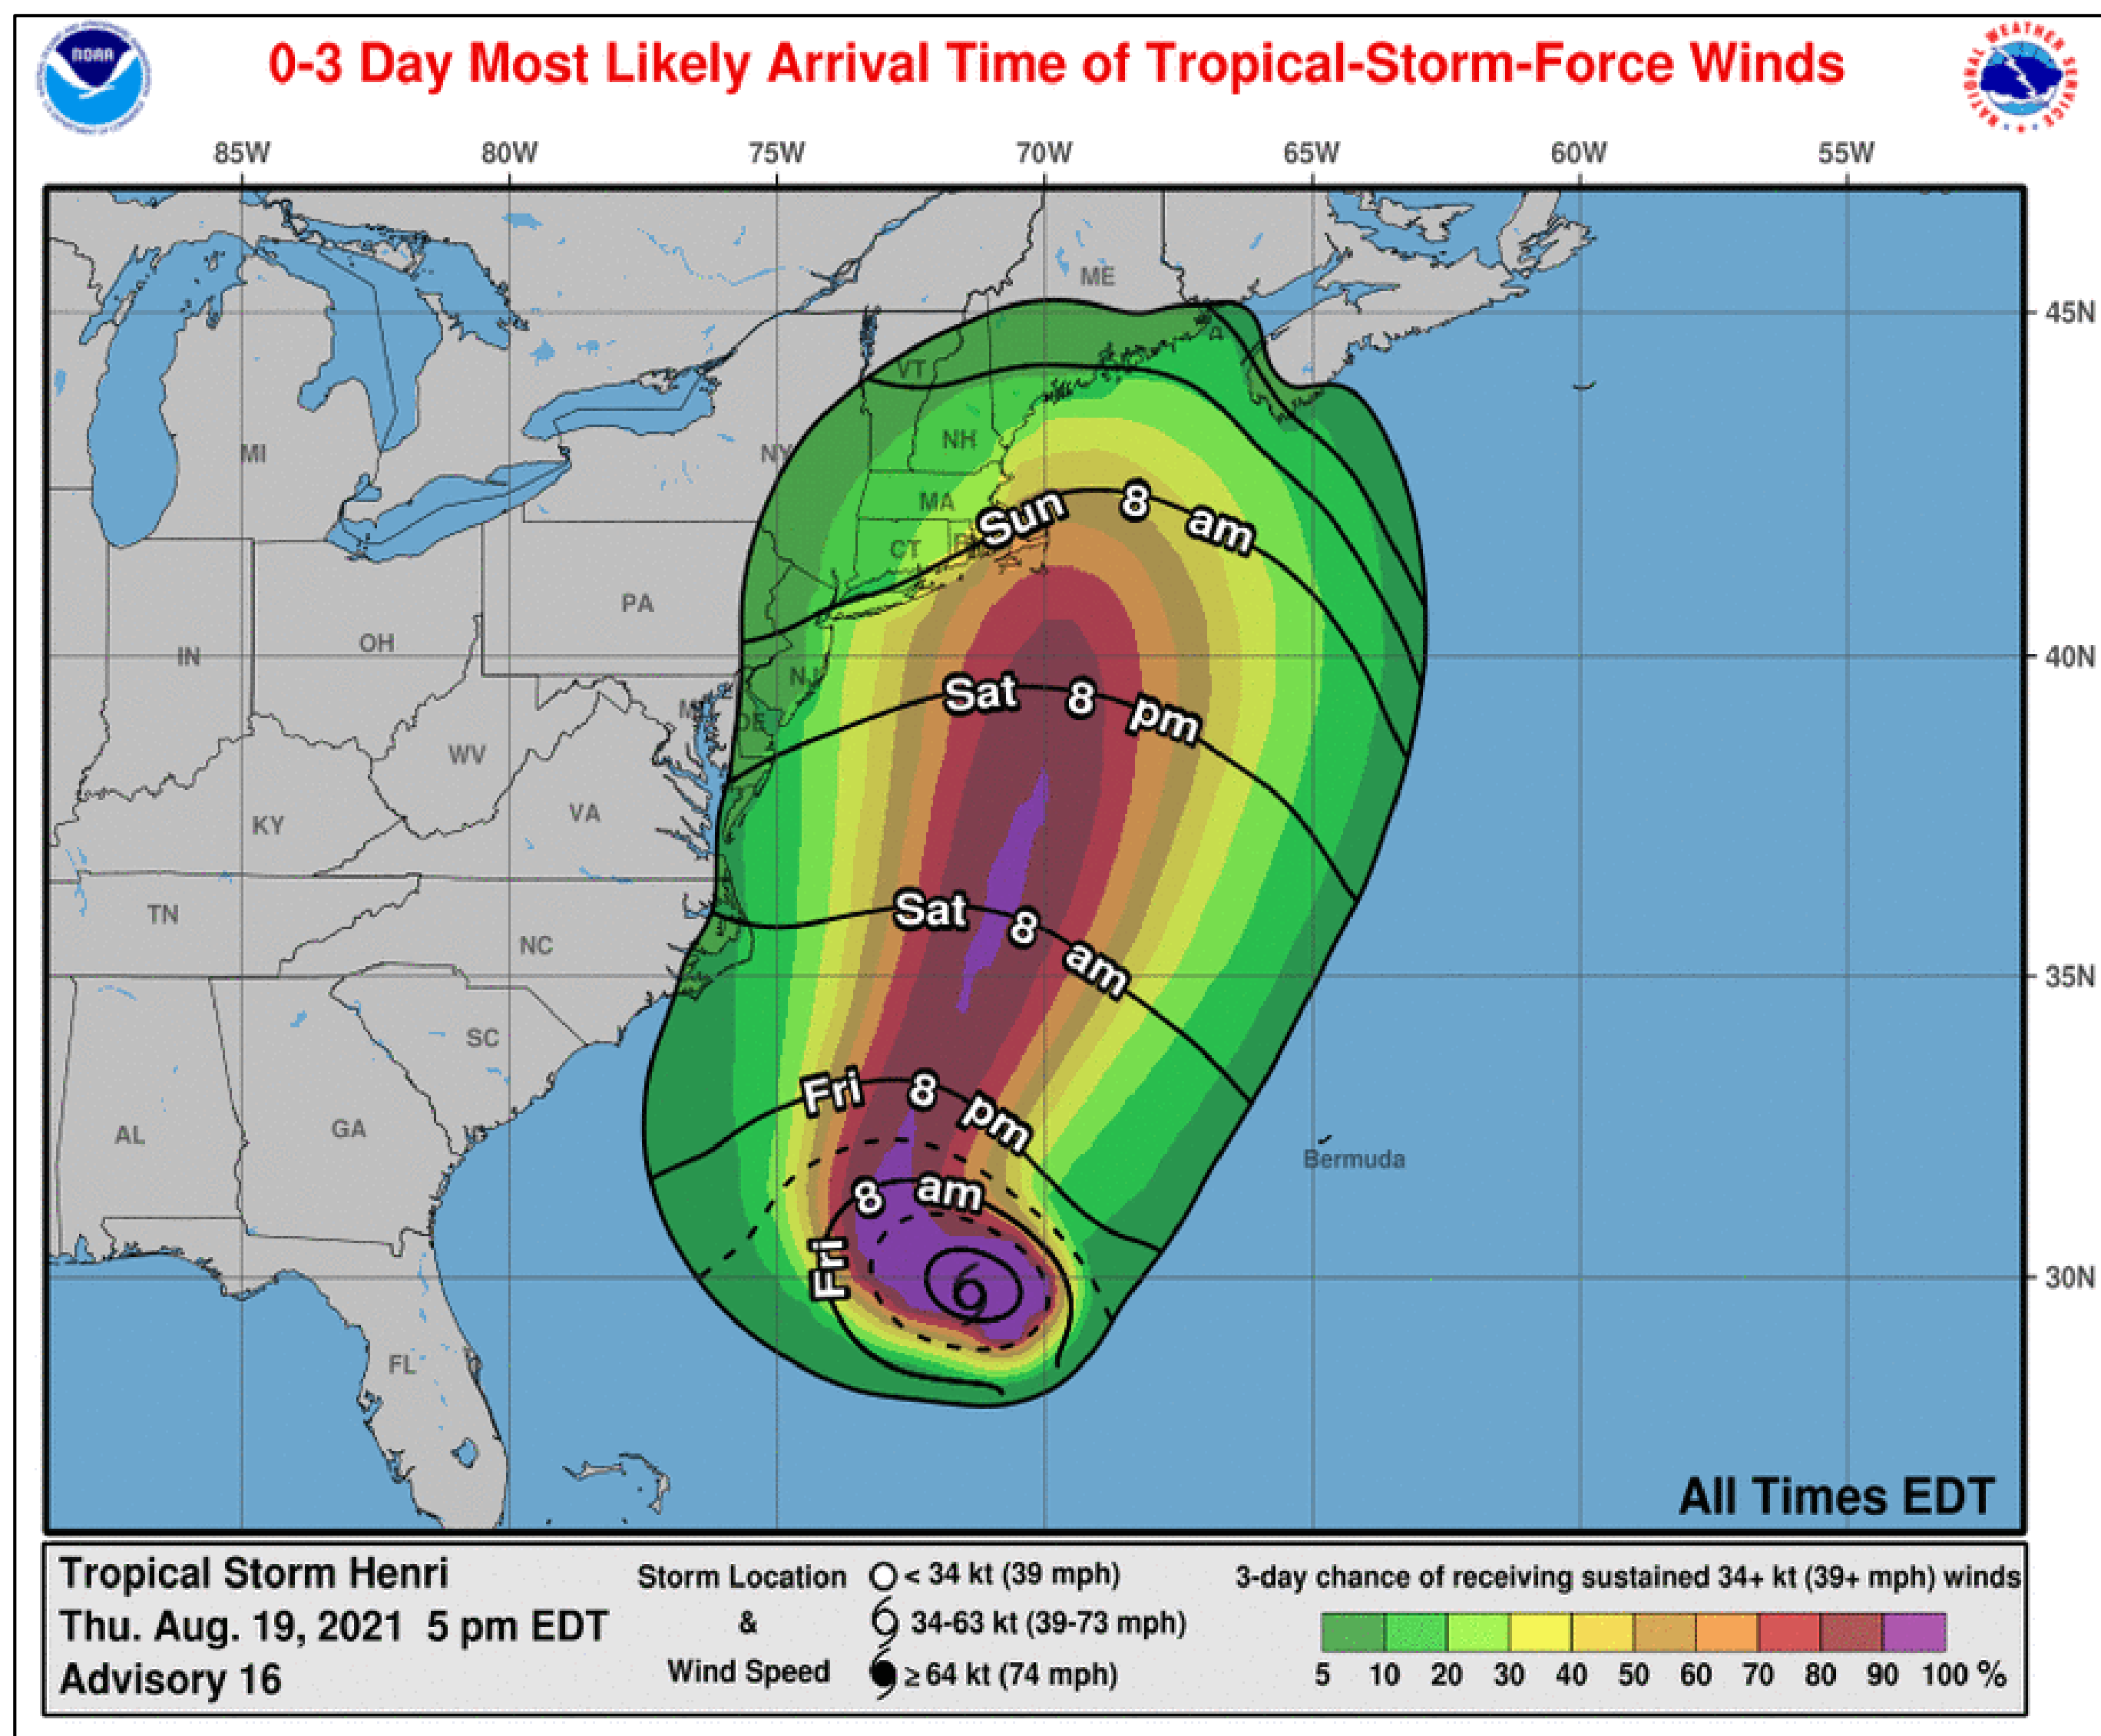 NOAA
0-3 Day Most Likely Arrival Time of Tropical-Storm-Force Winds
NATIONAL WEATHER SERVICE
85W 80W 75W 70W 65W 60W 55W
ME
45N
VT
NH
MI
NY
MA
Sun 8 am
CT
PA
OH
IN
40N
NJ
Sat 8 pm
DE
WV
VA
KY
Sat 8 am
TN
NC
35N
SC
Fri 8 pm
GA
AL
Bermuda
Fri 8 am
30N
FL
All Times EDT
Tropical Storm Henri
Thu. Aug. 19, 2021 5 pm EDT
Advisory 16
Storm Location
&
Wind Speed
< 34 kt (39 mph)
34-63 kt (39-73 mph)
≥ 64 kt (74 mph)
3-day chance of receiving sustained 34+ kt (39+ mph) winds
5 10 20 30 40 50 60 70 80 90 100 %